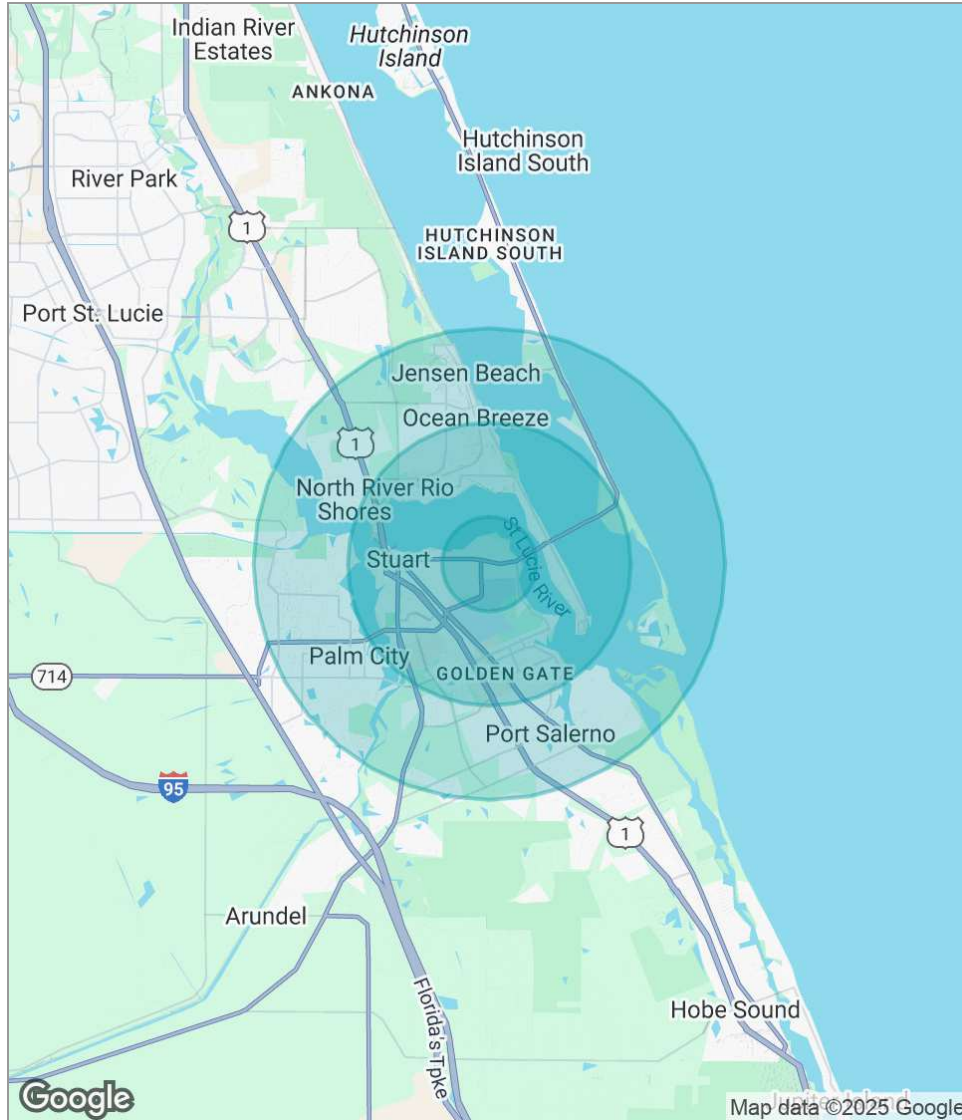 Indian River
Estates
Hutchinson
Island
ANKONA
Hutchinson
Island South
River Park
1
HUTCHINSON
ISLAND SOUTH
Port St. Lucie
Jensen Beach
Ocean Breeze
1
North River Rio
Shores
St Lucie River
Stuart
Palm City
714
GOLDEN GATE
Port Salerno
95
1
Arundel
Florida's Tpke
Hobe Sound
Jupiter Island
Google
Map data ©2025 Google